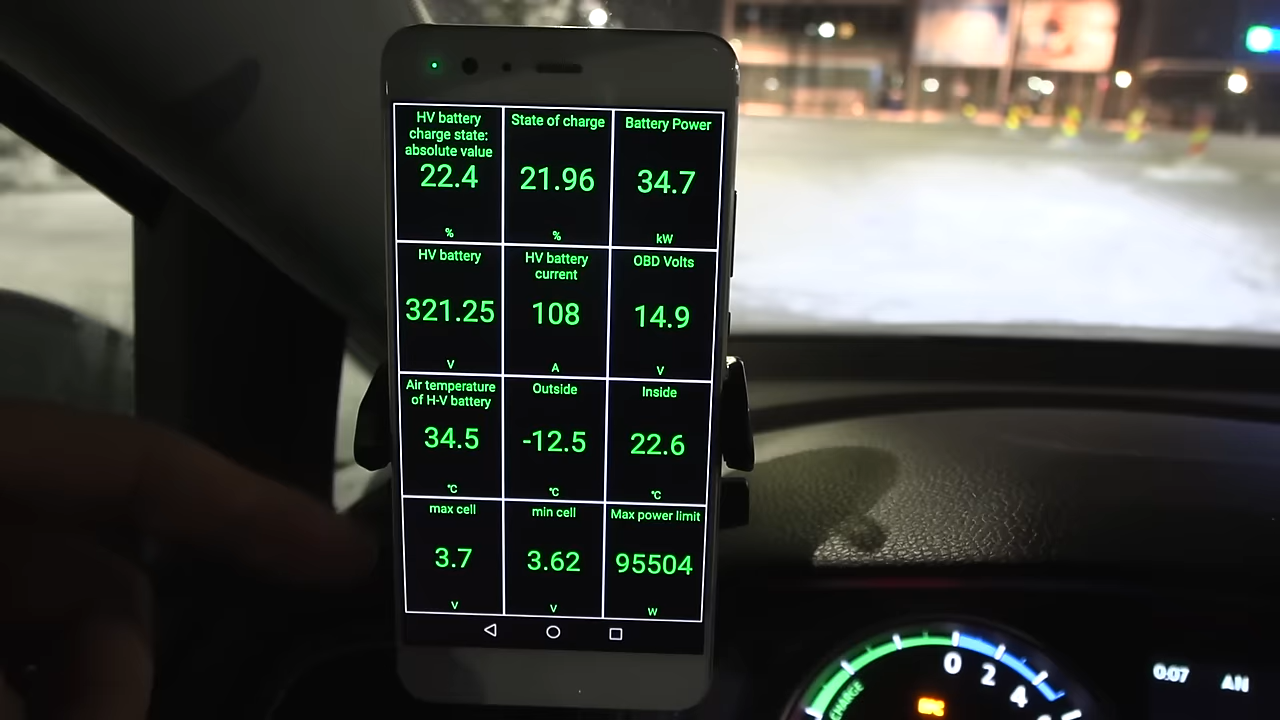 HV battery
charge state:
absolute value
22.4
%
State of charge
21.96
%
Battery Power
34.7
kW
HV battery
321.25
V
HV battery
current
108
A
OBD Volts
14.9
V
Air temperature
of H-V battery
34.5
°C
Outside
-12.5
°C
Inside
22.6
°C
max cell
3.7
V
min cell
3.62
V
Max power limit
95504
W
0
2
4
CHARGE
EPC
0:07